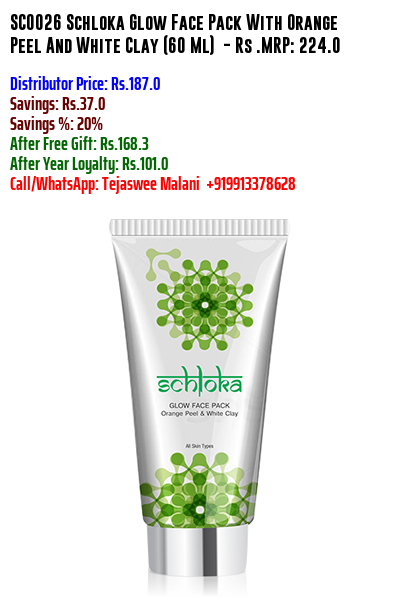 SC0026 Schloka Glow Face Pack With Orange
Peel And White Clay (60 Ml) - Rs .MRP: 224.0
Distributor Price: Rs.187.0
Savings: Rs.37.0
Savings %: 20%
After Free Gift: Rs.168.3
After Year Loyalty: Rs.101.0
Call/WhatsApp: Tejaswee Malani +919913378628
schloka
GLOW FACE PACK
Orange Peel & White Clay
All Skin Types